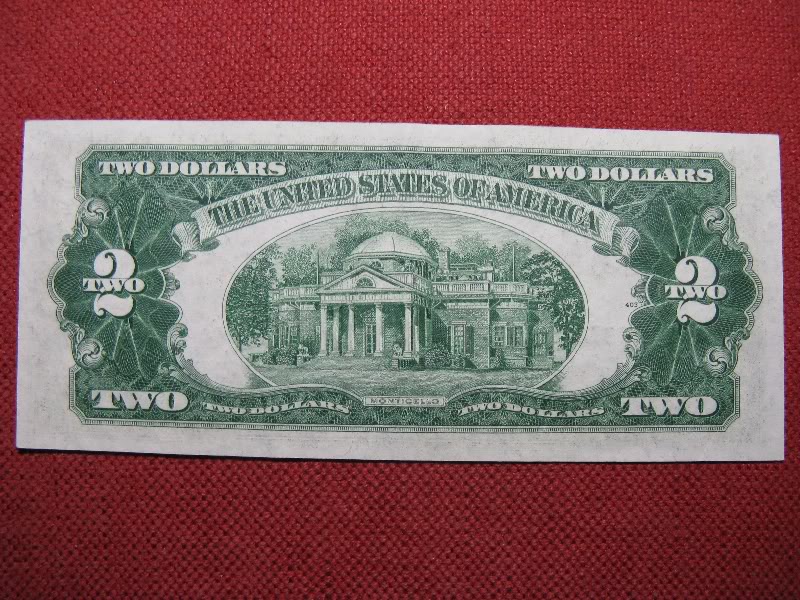 TWO DOLLARS TWO DOLLARS
THE UNITED STATES OF AMERICA
2 2
TWO TWO
MONTICELLO
TWO TWO DOLLARS TWO DOLLARS TWO